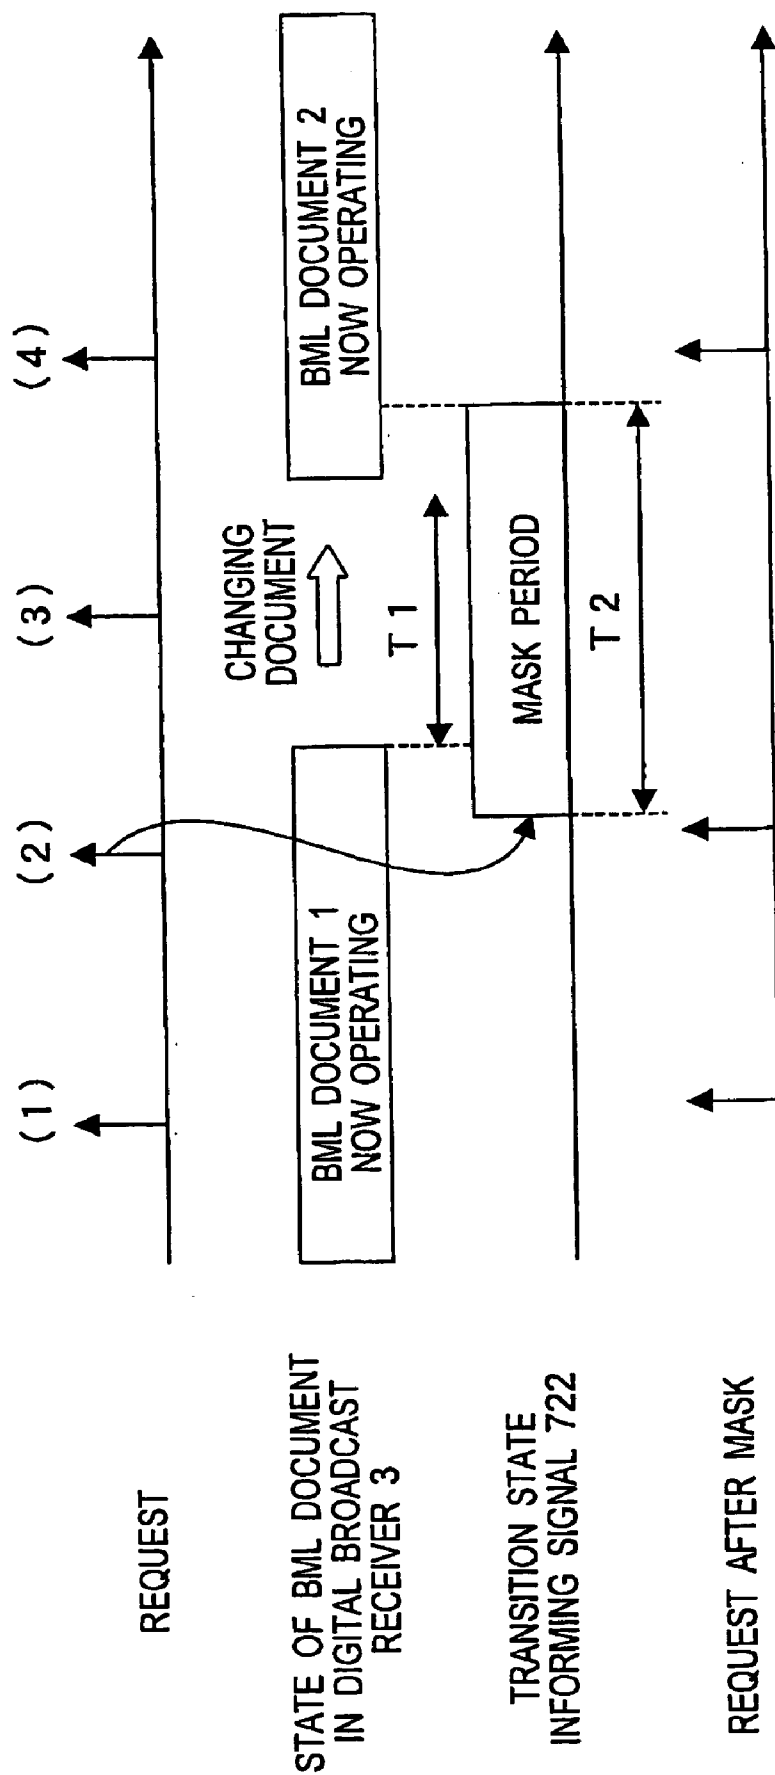 REQUEST
(1)
(2)
(3)
(4)
STATE OF BML DOCUMENT
IN DIGITAL BROADCAST
RECEIVER 3
BML DOCUMENT 1
NOW OPERATING
CHANGING
DOCUMENT
BML DOCUMENT 2
NOW OPERATING
T1
TRANSITION STATE
INFORMING SIGNAL 722
MASK PERIOD
T2
REQUEST AFTER MASK